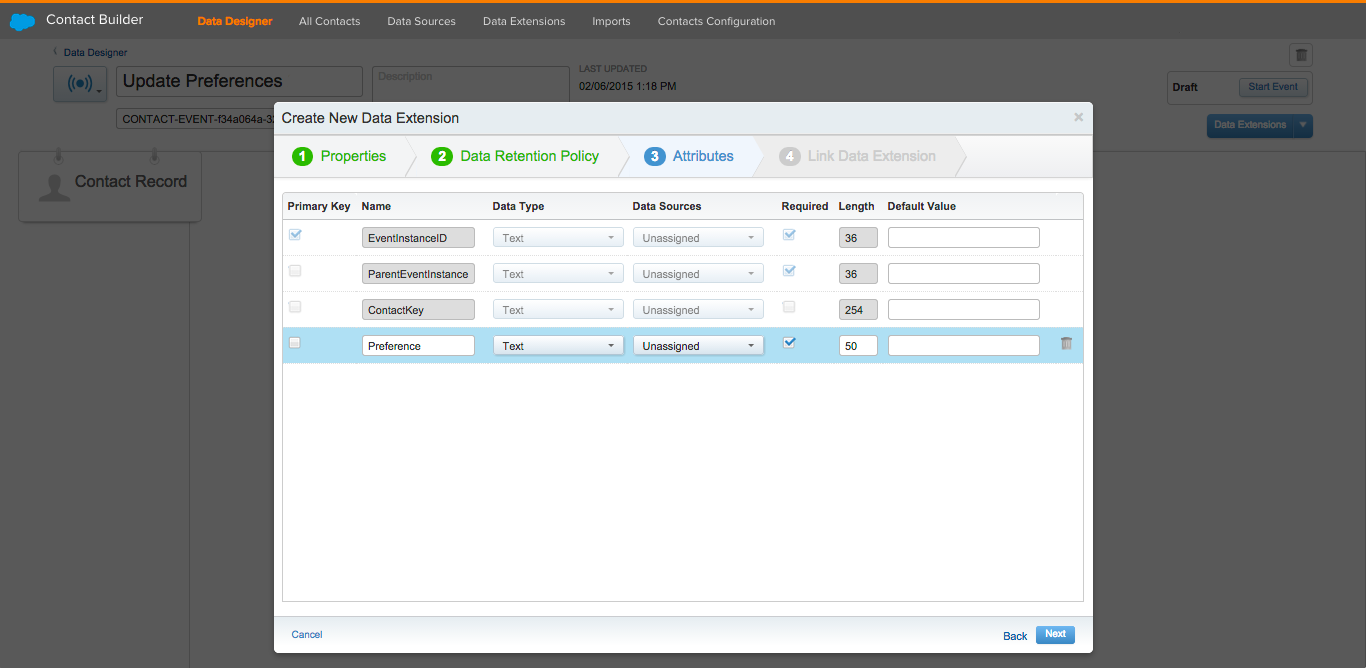 Contact Builder Data Designer All Contacts Data Sources Data Extensions Imports Contacts Configuration
Data Designer
Update Preferences Description LAST UPDATED
02/06/2015 1:18 PM
Draft Start Event
CONTACT-EVENT-f34a064a-3
Data Extensions
Contact Record
Create New Data Extension ×
1 Properties 2 Data Retention Policy 3 Attributes 4 Link Data Extension
Primary Key Name Data Type Data Sources Required Length Default Value
EventInstanceID Text Unassigned 36
ParentEventInstance Text Unassigned 36
ContactKey Text Unassigned 254
Preference Text Unassigned 50
Cancel Back Next